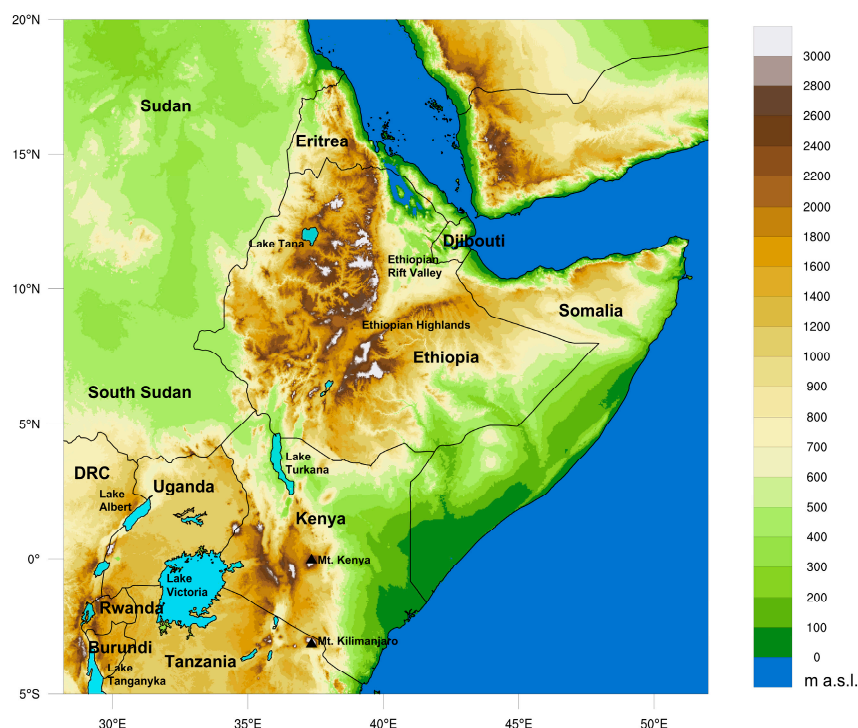 20°N
3000
2800
Sudan
2600
2400
Eritrea
15°N
2200
2000
1800
Lake Tana
Djibouti
1600
Ethiopian
Rift Valley
10°N
1400
Somalia
Ethiopian Highlands
1200
Ethiopia
1000
South Sudan
900
5°N
800
700
Lake
Turkana
600
DRC
Uganda
500
Lake
Albert
Kenya
400
0°
Mt. Kenya
300
Lake
Victoria
200
Rwanda
Mt. Kilimanjaro
100
Burundi
Tanzania
0
Lake
Tanganyka
m a.s.l.
5°S
30°E
35°E
40°E
45°E
50°E